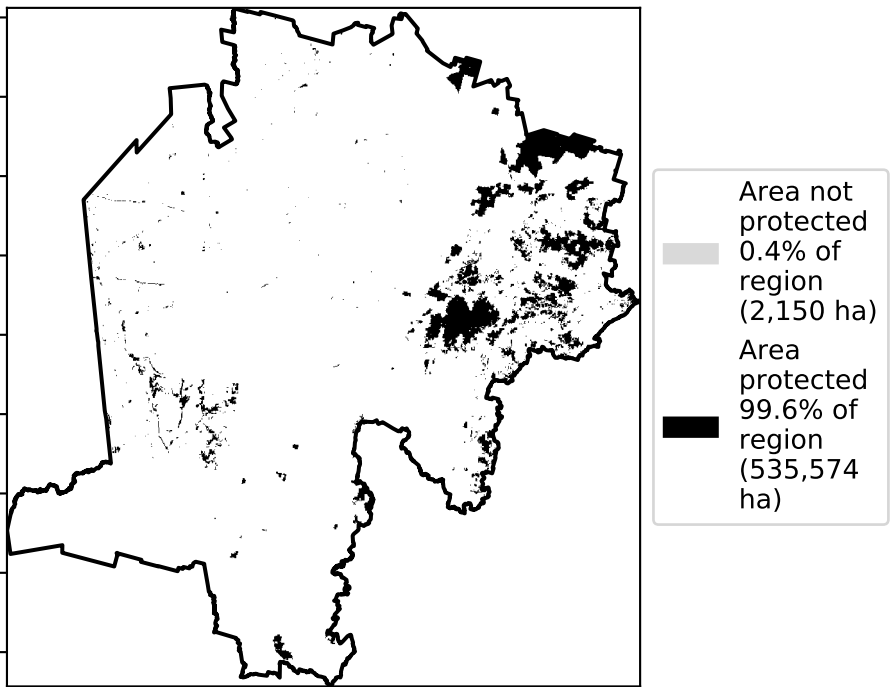 Area not
protected
0.4% of
region
(2,150 ha)
Area
protected
99.6% of
region
(535,574
ha)